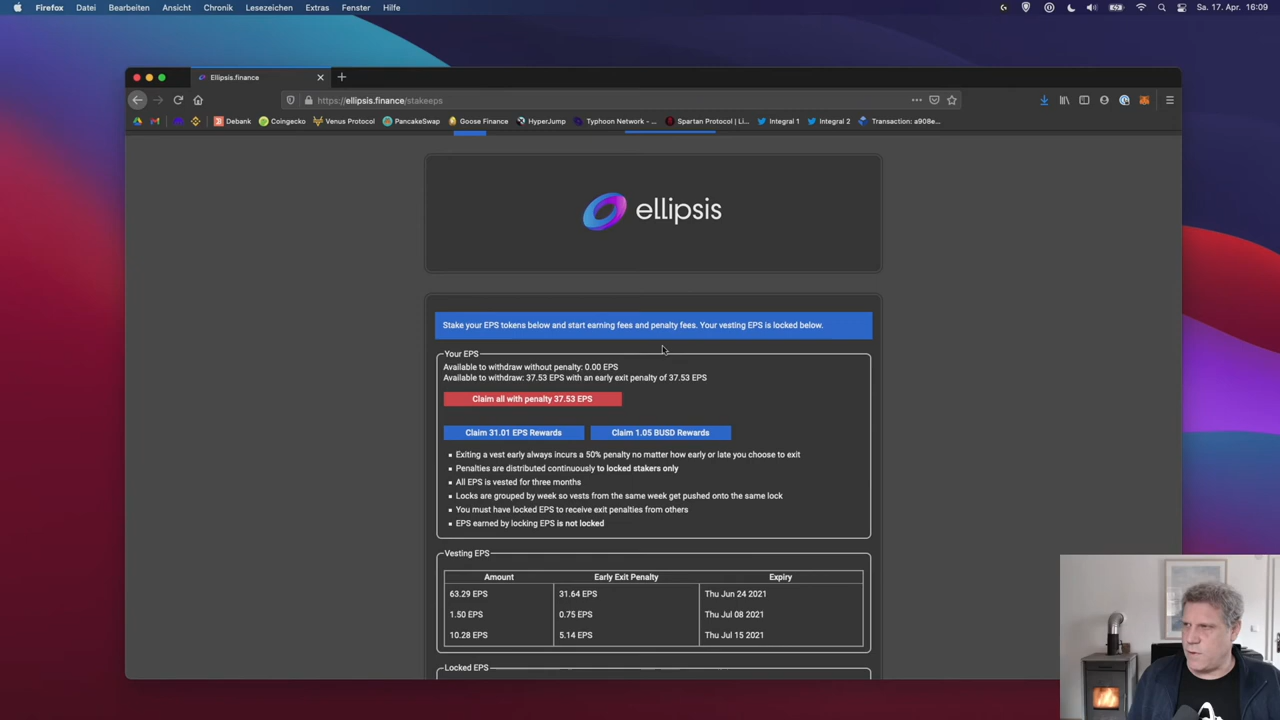 Firefox Datei Bearbeiten Ansicht Chronik Lesezeichen Extras Fenster Hilfe Sa. 17. Apr. 16:09
Ellipsis.finance
https://ellipsis.finance/stakeeps
Debank Coingecko Venus Protocol PancakeSwap Goose Finance HyperJump Typhoon Network - ... Spartan Protocol | Li... Integral 1 Integral 2 Transaction: a908e...
ellipsis
Stake your EPS tokens below and start earning fees and penalty fees. Your vesting EPS is locked below.
Your EPS
Available to withdraw without penalty: 0.00 EPS
Available to withdraw: 37.53 EPS with an early exit penalty of 37.53 EPS
Claim all with penalty 37.53 EPS
Claim 31.01 EPS Rewards Claim 1.05 BUSD Rewards
Exiting a vest early always incurs a 50% penalty no matter how early or late you choose to exit
Penalties are distributed continuously to locked stakers only
All EPS is vested for three months
Locks are grouped by week so vests from the same week get pushed onto the same lock
You must have locked EPS to receive exit penalties from others
EPS earned by locking EPS is not locked
Vesting EPS
Amount Early Exit Penalty Expiry
63.29 EPS 31.64 EPS Thu Jun 24 2021
1.50 EPS 0.75 EPS Thu Jul 08 2021
10.28 EPS 5.14 EPS Thu Jul 15 2021
Locked EPS